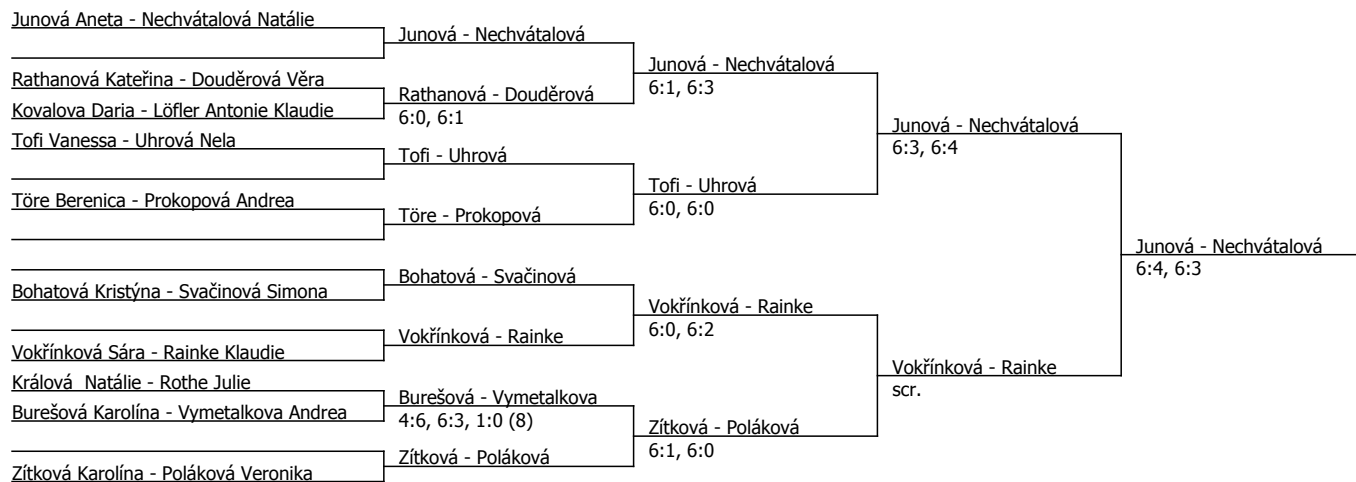 Junová Aneta - Nechvátalová Natálie
Rathanová Kateřina - Douděrová Věra
Kovalova Daria - Löfler Antonie Klaudie
Tofi Vanessa - Uhrová Nela
Töre Berenica - Prokopová Andrea
Bohatová Kristýna - Svačinová Simona
Vokřínková Sára - Rainke Klaudie
Králová  Natálie - Rothe Julie
Burešová Karolína - Vymetalkova Andrea
Zítková Karolína - Poláková Veronika
Junová - Nechvátalová
Rathanová - Douděrová
6:0, 6:1
Tofi - Uhrová
Töre - Prokopová
Bohatová - Svačinová
Vokřínková - Rainke
Burešová - Vymetalkova
4:6, 6:3, 1:0 (8)
Zítková - Poláková
Junová - Nechvátalová
6:1, 6:3
Tofi - Uhrová
6:0, 6:0
Vokřínková - Rainke
6:0, 6:2
Zítková - Poláková
6:1, 6:0
Junová - Nechvátalová
6:3, 6:4
Vokřínková - Rainke
scr.
Junová - Nechvátalová
6:4, 6:3